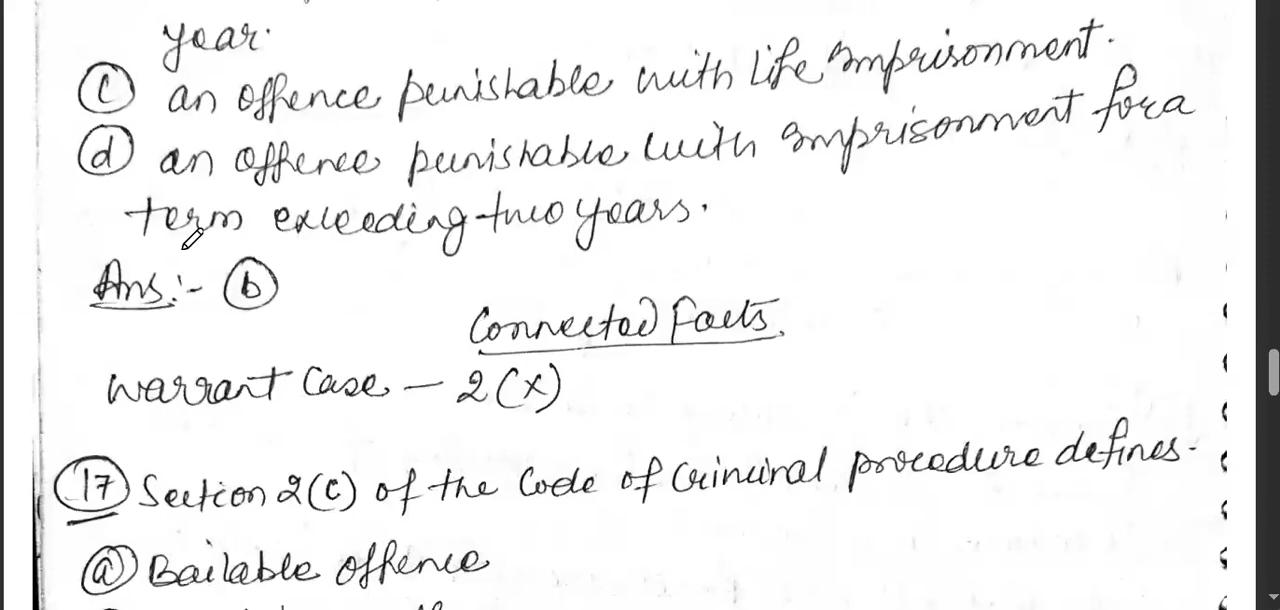 year.
(c) an offence punishable with life imprisonment.
(d) an offence punishable with imprisonment for a
term exceeding two years.
Ans:- (b)
Connected Facts.
Warrant Case - 2(x)
(17) Section 2(c) of the Code of Criminal procedure defines-
(a) Bailable offence